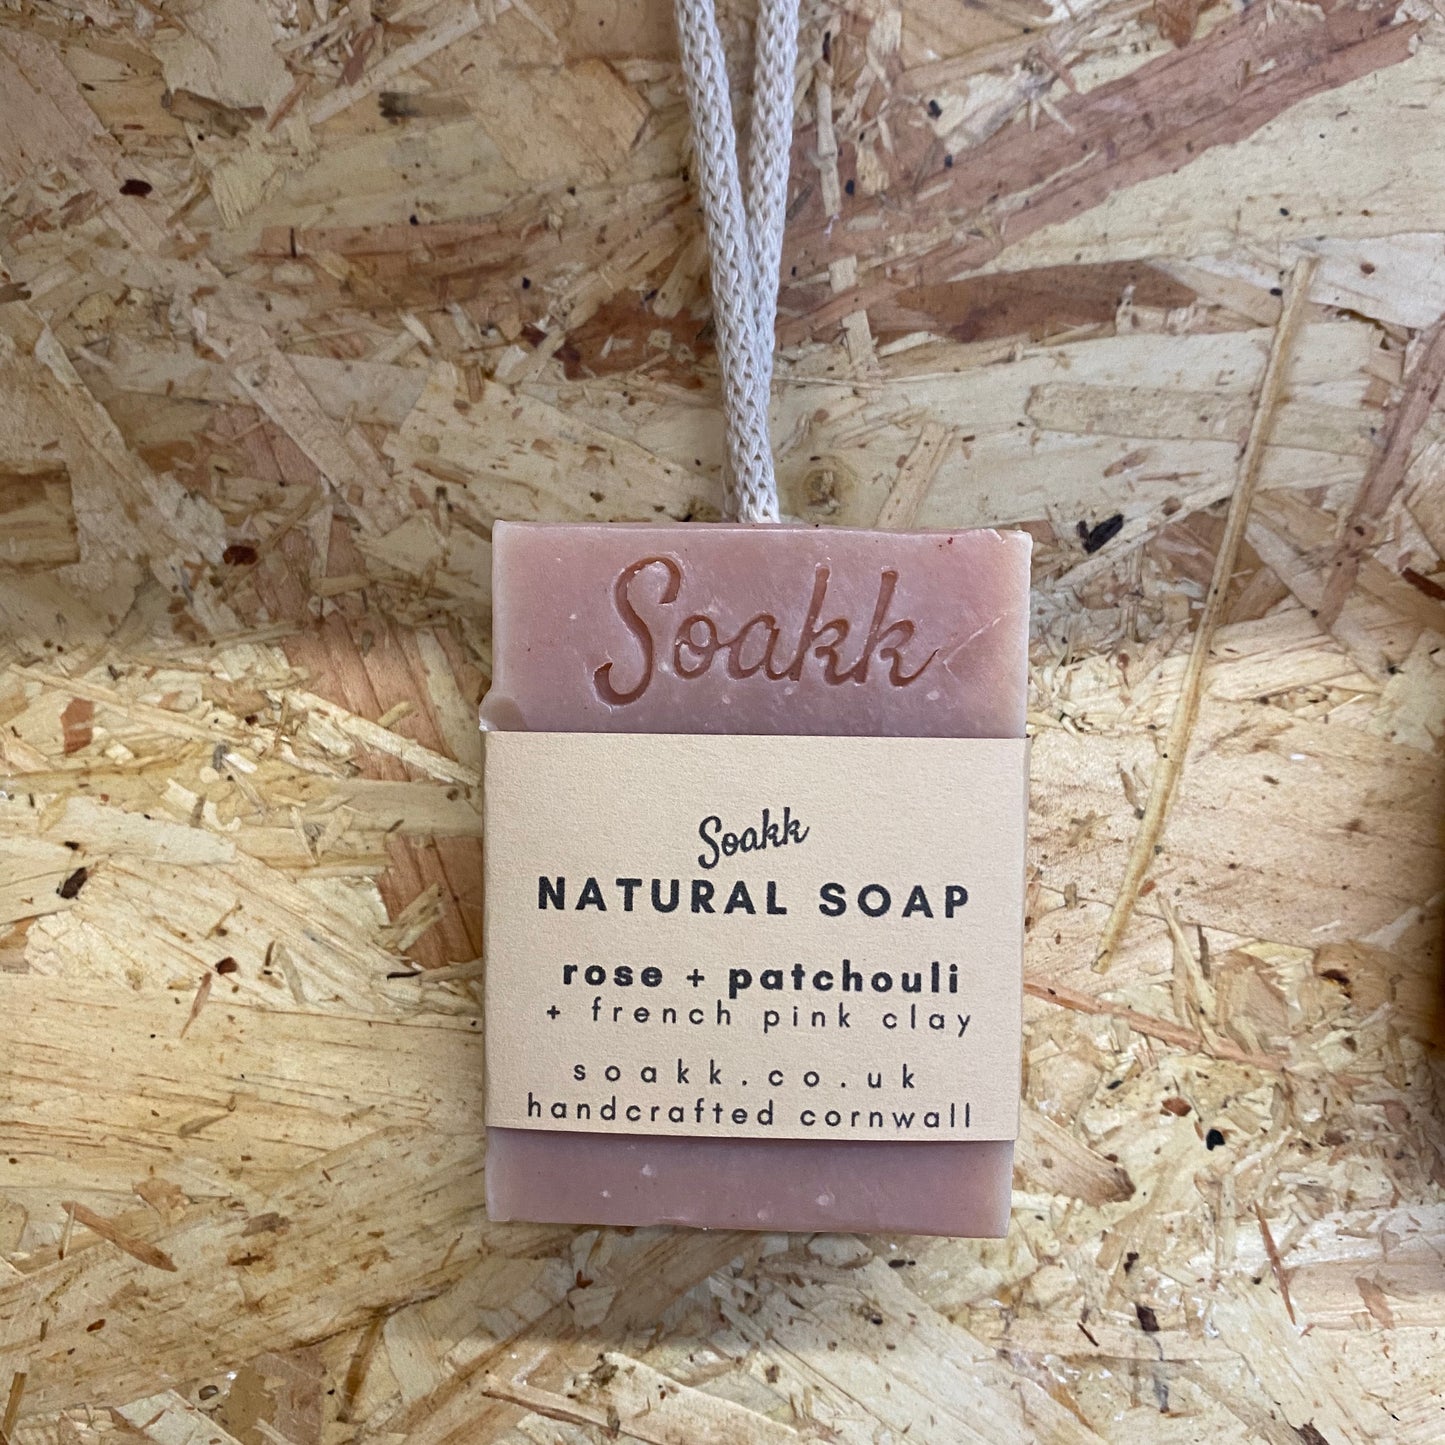 Soakk
Soakk
NATURAL SOAP
rose + patchouli
+ french pink clay
soakk.co.uk
handcrafted cornwall